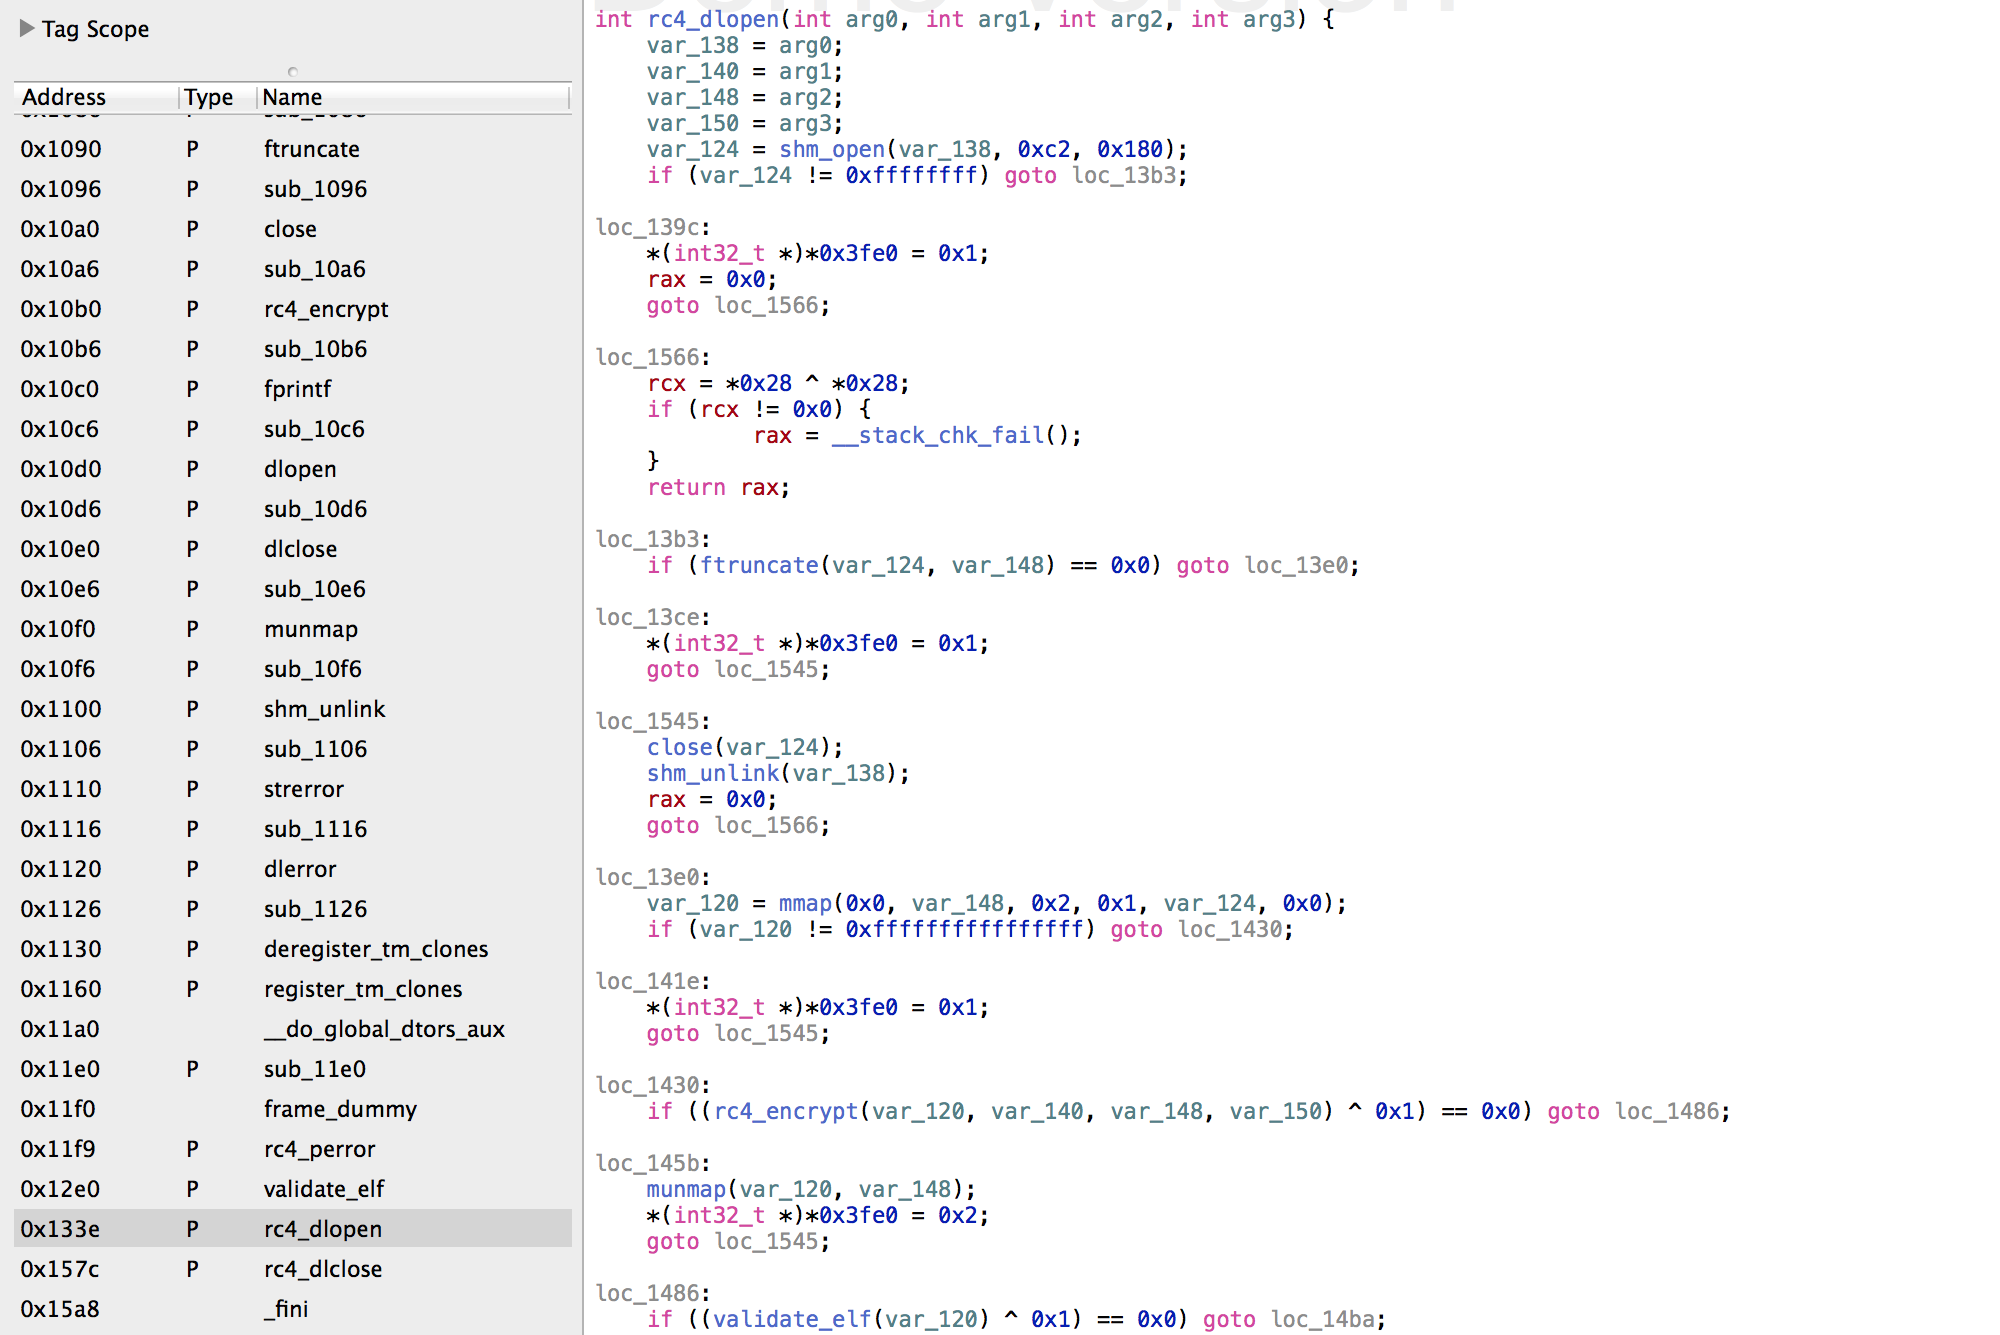 Tag Scope
Address Type Name
0x1090 P ftruncate
0x1096 P sub_1096
0x10a0 P close
0x10a6 P sub_10a6
0x10b0 P rc4_encrypt
0x10b6 P sub_10b6
0x10c0 P fprintf
0x10c6 P sub_10c6
0x10d0 P dlopen
0x10d6 P sub_10d6
0x10e0 P dlclose
0x10e6 P sub_10e6
0x10f0 P munmap
0x10f6 P sub_10f6
0x1100 P shm_unlink
0x1106 P sub_1106
0x1110 P strerror
0x1116 P sub_1116
0x1120 P dlerror
0x1126 P sub_1126
0x1130 P deregister_tm_clones
0x1160 P register_tm_clones
0x11a0 __do_global_dtors_aux
0x11e0 P sub_11e0
0x11f0 frame_dummy
0x11f9 P rc4_perror
0x12e0 P validate_elf
0x133e P rc4_dlopen
0x157c P rc4_dlclose
0x15a8 _fini
int rc4_dlopen(int arg0, int arg1, int arg2, int arg3) {
    var_138 = arg0;
    var_140 = arg1;
    var_148 = arg2;
    var_150 = arg3;
    var_124 = shm_open(var_138, 0xc2, 0x180);
    if (var_124 != 0xffffffff) goto loc_13b3;
loc_139c:
    *(int32_t *)*0x3fe0 = 0x1;
    rax = 0x0;
    goto loc_1566;
loc_1566:
    rcx = *0x28 ^ *0x28;
    if (rcx != 0x0) {
            rax = __stack_chk_fail();
    }
    return rax;
loc_13b3:
    if (ftruncate(var_124, var_148) == 0x0) goto loc_13e0;
loc_13ce:
    *(int32_t *)*0x3fe0 = 0x1;
    goto loc_1545;
loc_1545:
    close(var_124);
    shm_unlink(var_138);
    rax = 0x0;
    goto loc_1566;
loc_13e0:
    var_120 = mmap(0x0, var_148, 0x2, 0x1, var_124, 0x0);
    if (var_120 != 0xffffffffffffffff) goto loc_1430;
loc_141e:
    *(int32_t *)*0x3fe0 = 0x1;
    goto loc_1545;
loc_1430:
    if ((rc4_encrypt(var_120, var_140, var_148, var_150) ^ 0x1) == 0x0) goto loc_1486;
loc_145b:
    munmap(var_120, var_148);
    *(int32_t *)*0x3fe0 = 0x2;
    goto loc_1545;
loc_1486:
    if ((validate_elf(var_120) ^ 0x1) == 0x0) goto loc_14ba;